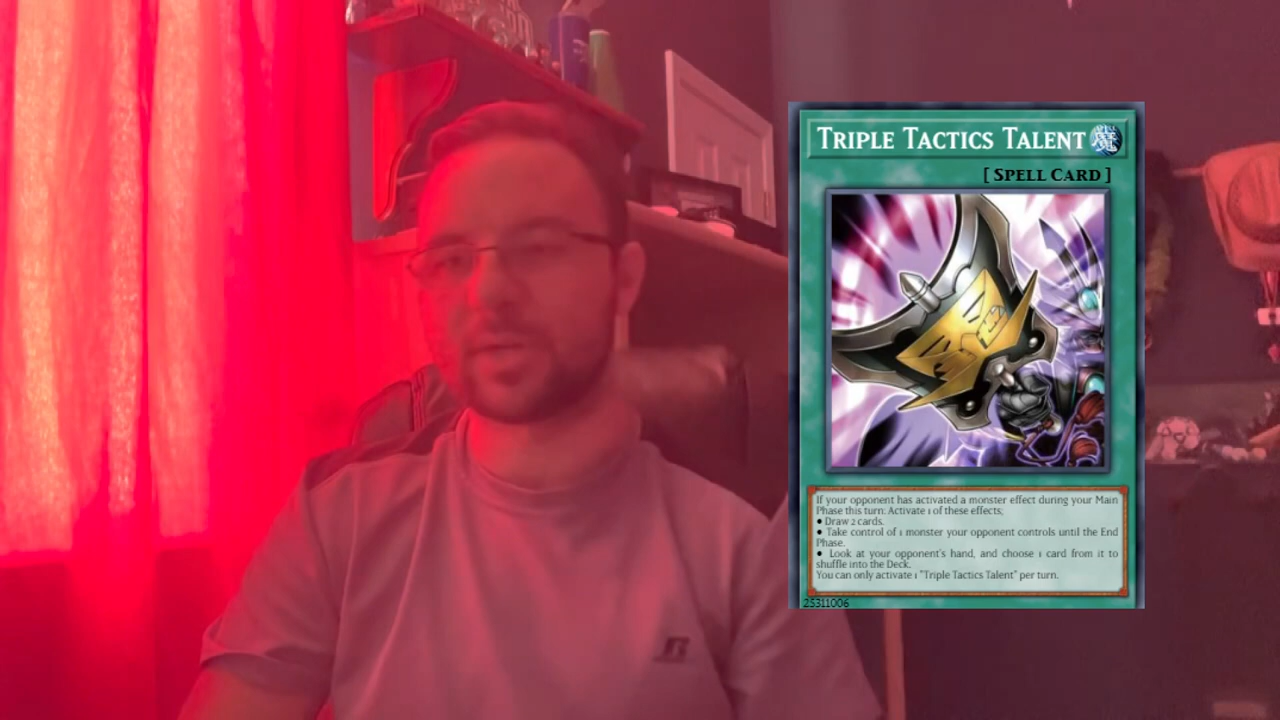 TRIPLE TACTICS TALENT
[ SPELL CARD ]
If your opponent has activated a monster effect during your Main
Phase this turn: Activate 1 of these effects;
● Draw 2 cards.
● Take control of 1 monster your opponent controls until the End
Phase.
● Look at your opponent's hand, and choose 1 card from it to
shuffle into the Deck.
You can only activate 1 "Triple Tactics Talent" per turn.
25311006